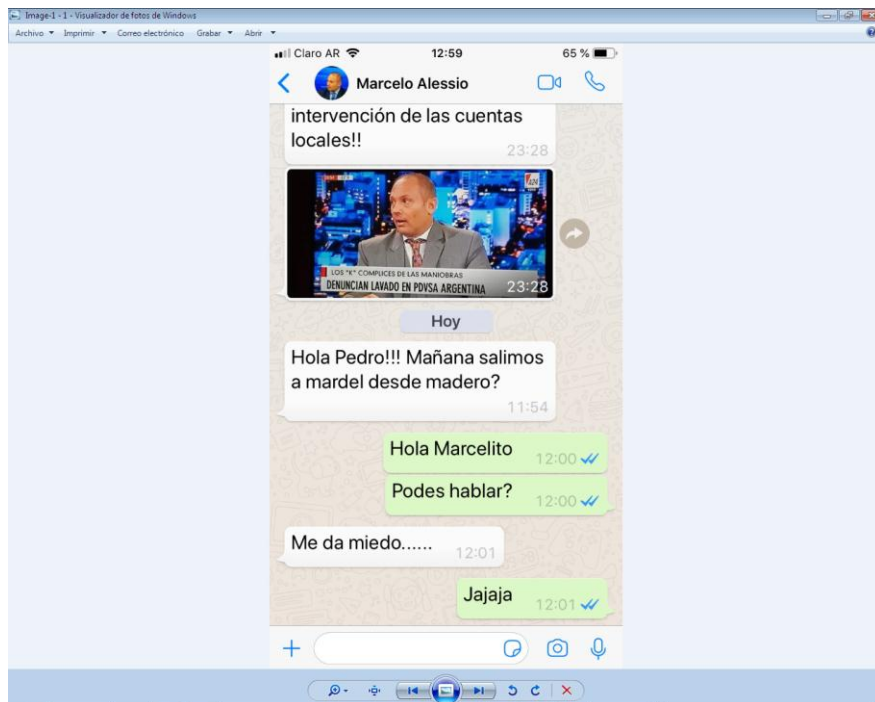 Image-1 - 1 - Visualizador de fotos de Windows
Archivo Imprimir Correo electrónico Grabar Abrir
Claro AR 12:59 65 %
Marcelo Alessio
intervención de las cuentas
locales!!
23:28
A24
LOS "K" COMPLICES DE LAS MANIOBRAS
DENUNCIAN LAVADO EN PDVSA ARGENTINA
23:28
Hoy
Hola Pedro!!! Mañana salimos
a mardel desde madero?
11:54
Hola Marcelito 12:00
Podes hablar? 12:00
Me da miedo...... 12:01
Jajaja 12:01